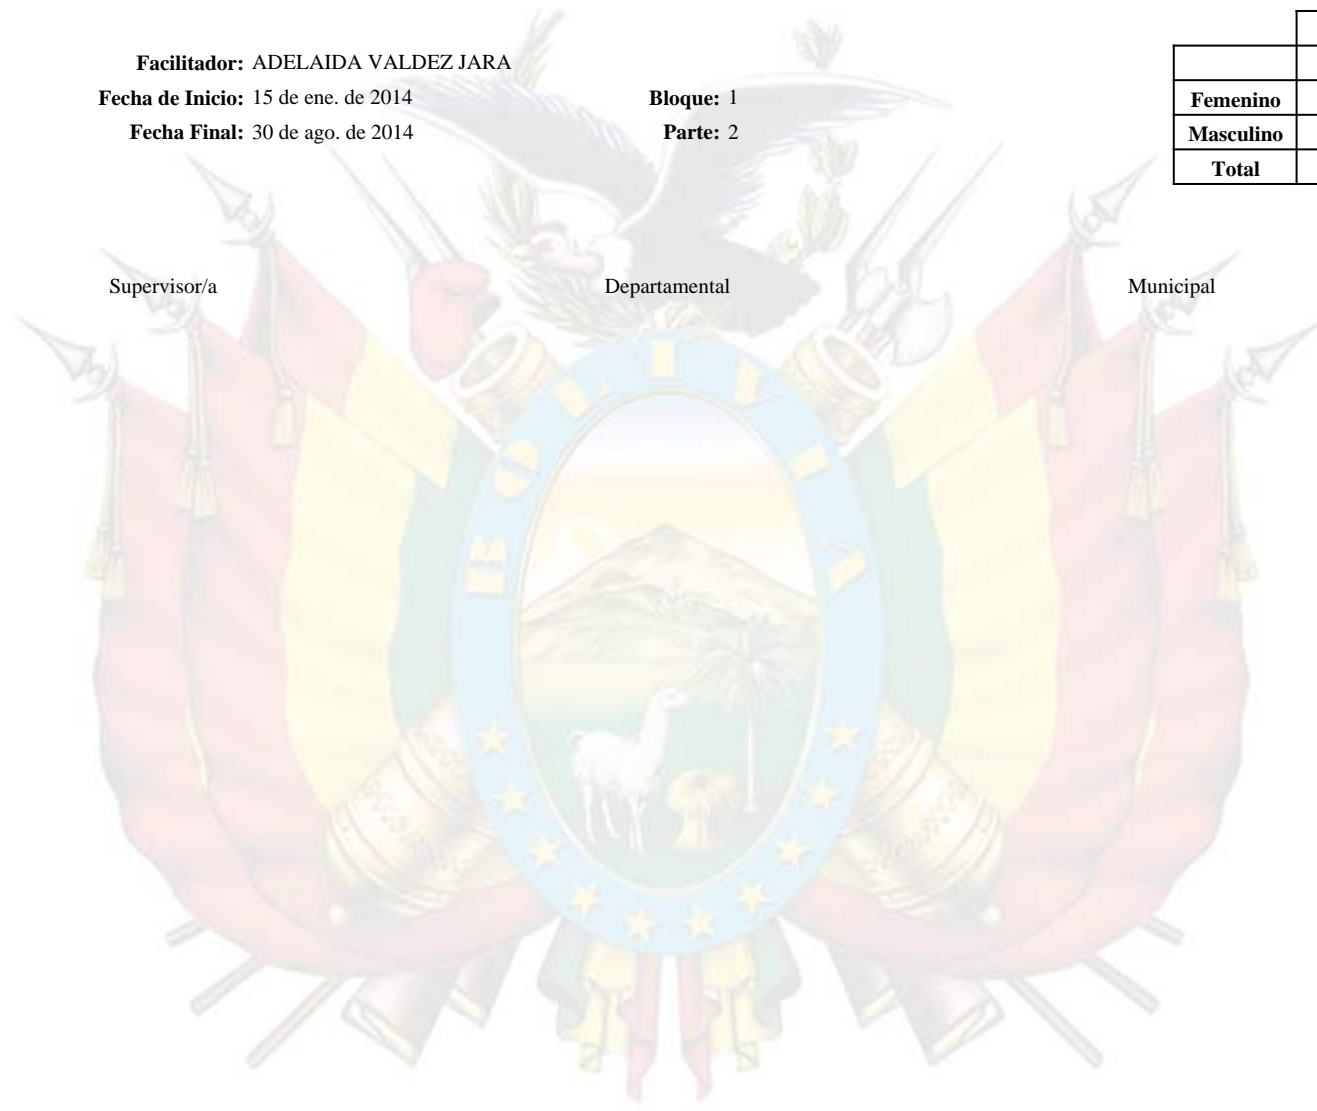 Facilitador: ADELAIDA VALDEZ JARA
Fecha de Inicio: 15 de ene. de 2014 Bloque: 1
Fecha Final: 30 de ago. de 2014 Parte: 2
Femenino
Masculino
Total
Supervisor/a Departamental Municipal
BOLIVIA